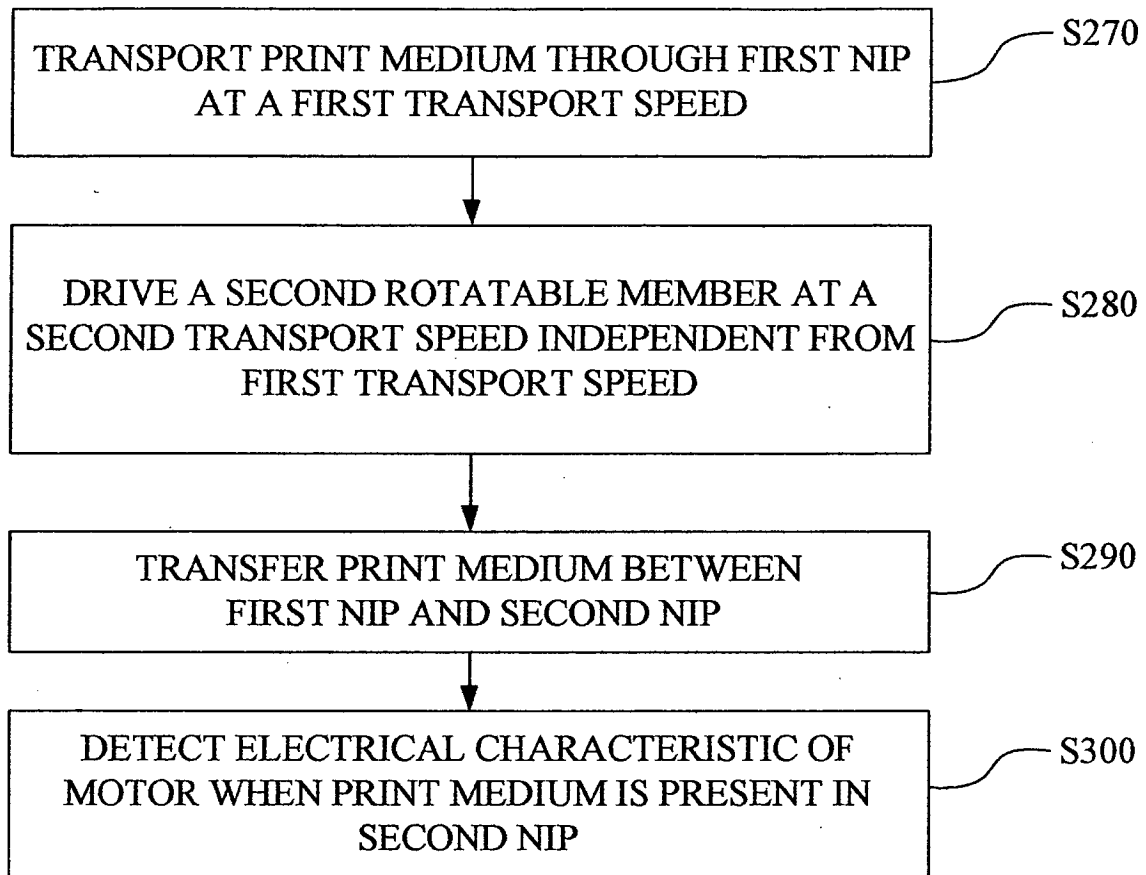 TRANSPORT PRINT MEDIUM THROUGH FIRST NIP
AT A FIRST TRANSPORT SPEED
S270
DRIVE A SECOND ROTATABLE MEMBER AT A
SECOND TRANSPORT SPEED INDEPENDENT FROM
FIRST TRANSPORT SPEED
S280
TRANSFER PRINT MEDIUM BETWEEN
FIRST NIP AND SECOND NIP
S290
DETECT ELECTRICAL CHARACTERISTIC OF
MOTOR WHEN PRINT MEDIUM IS PRESENT IN
SECOND NIP
S300